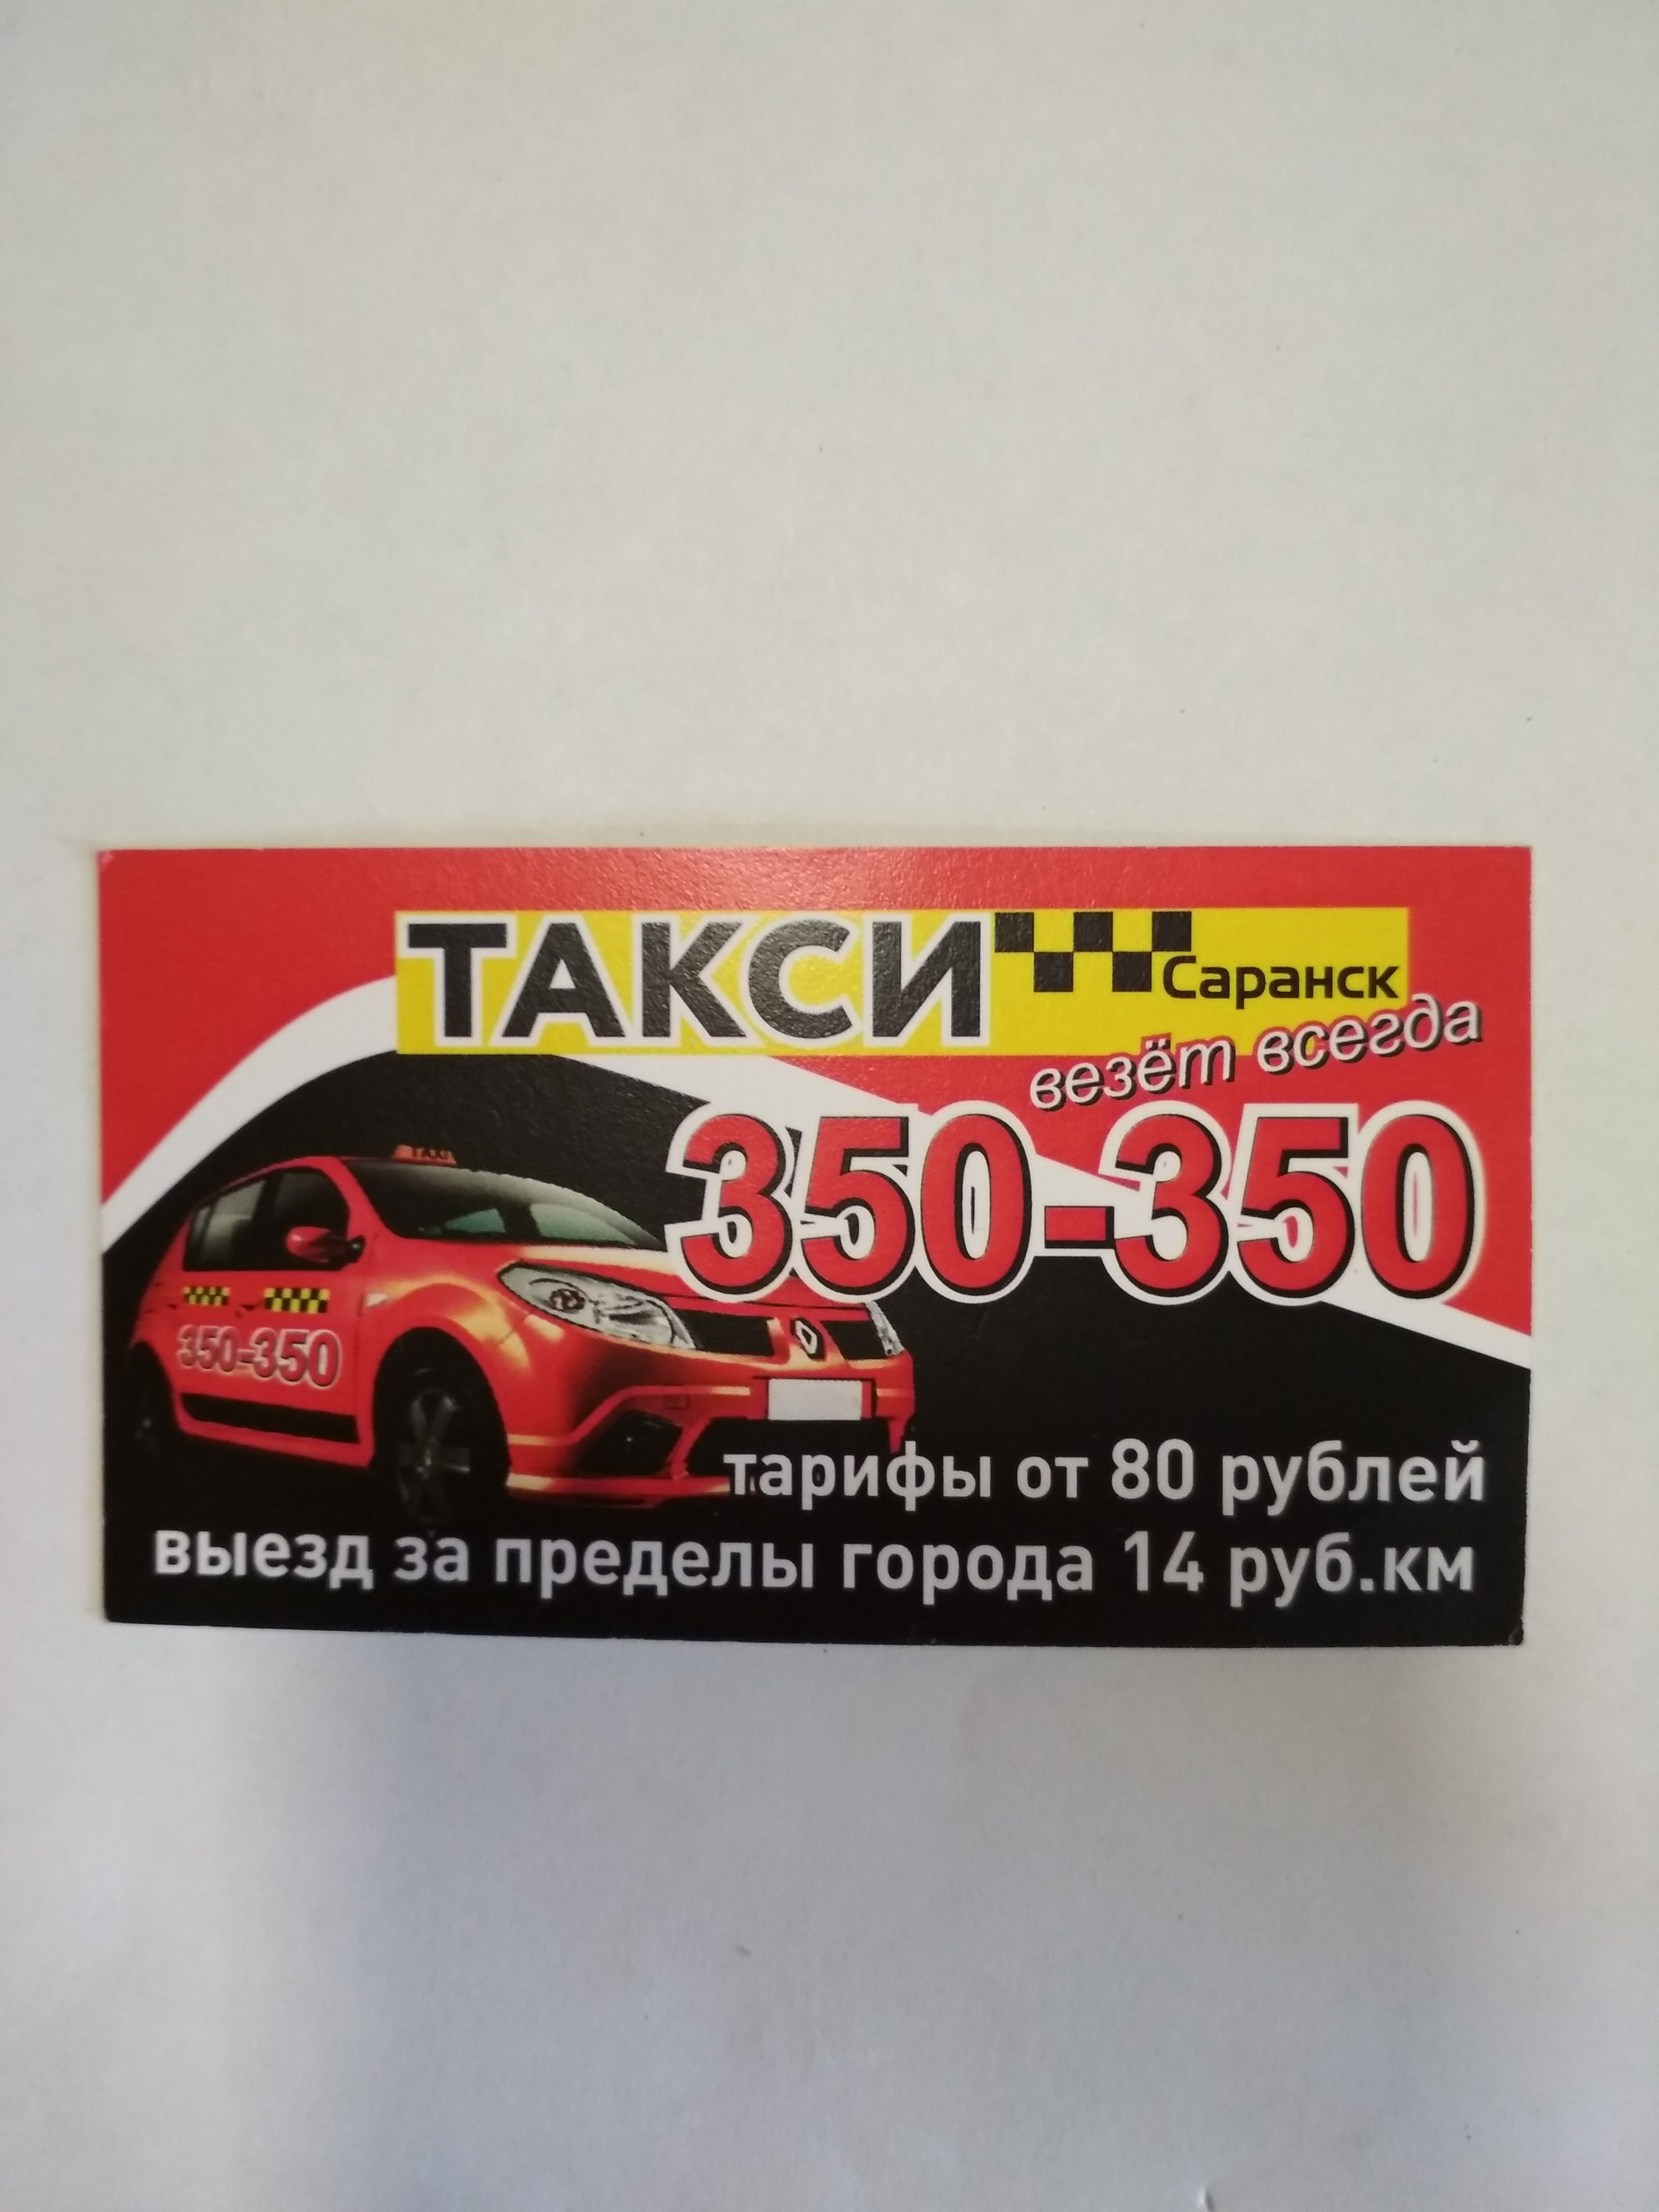 ТАКСИ Саранск
везёт всегда
350-350
TAXI
350-350
тарифы от 80 рублей
выезд за пределы города 14 руб.км